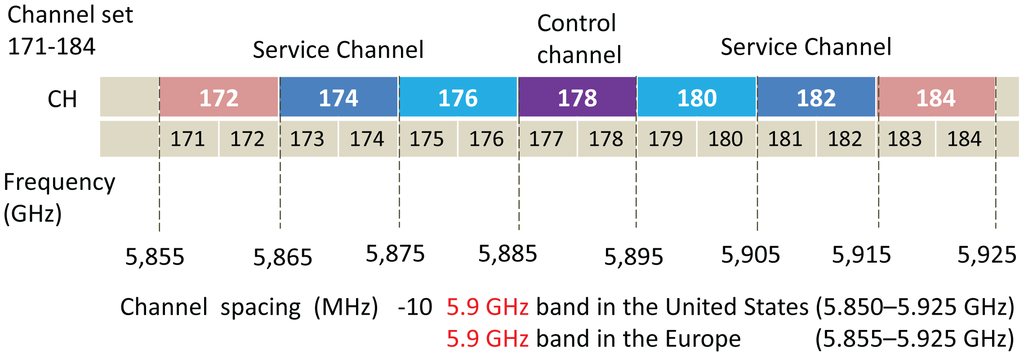 Channel set
171-184
Service Channel
Control
channel
Service Channel
CH
172 174 176 178 180 182 184
171 172 173 174 175 176 177 178 179 180 181 182 183 184
Frequency
(GHz)
5,855 5,865 5,875 5,885 5,895 5,905 5,915 5,925
Channel spacing (MHz) -10 5.9 GHz band in the United States (5.850–5.925 GHz)
5.9 GHz band in the Europe (5.855–5.925 GHz)